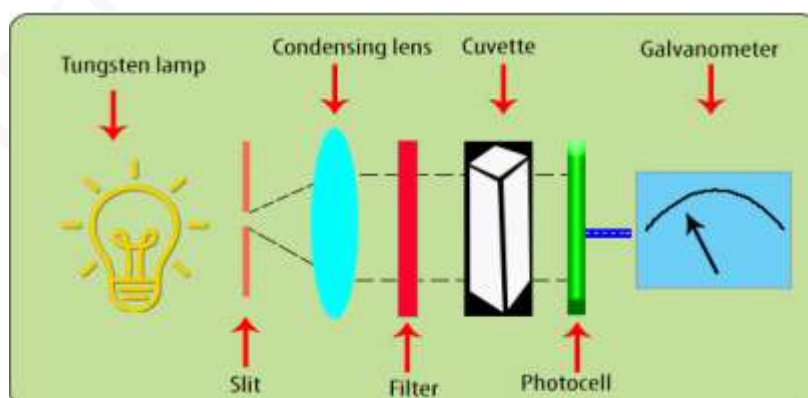 Tungsten lamp
Condensing lens
Cuvette
Galvanometer
Slit
Filter
Photocell